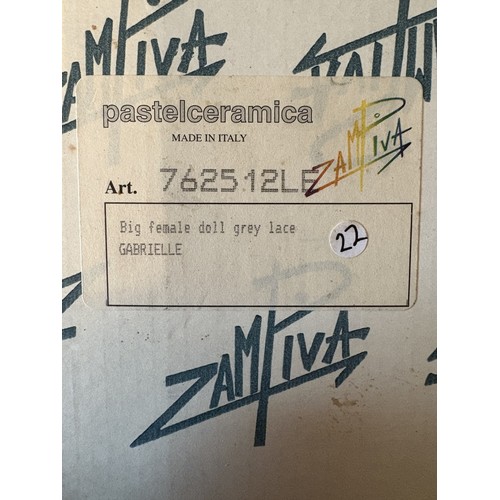 ZAMPIVA
pastelceramica
MADE IN ITALY
ZAMPIVA
Art. 762512LE
Big female doll grey lace
GABRIELLE
22
ZAMPIVA